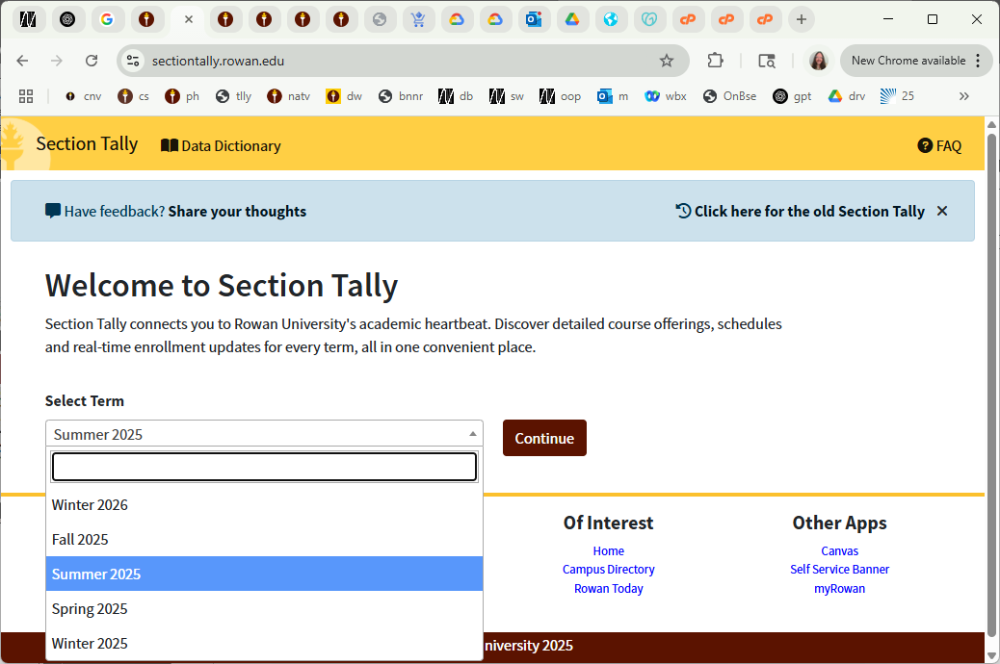 sectiontally.rowan.edu
New Chrome available
cnv cs ph tlly natv dw bnnr db sw oop m wbx OnBse gpt drv 25
Section Tally Data Dictionary FAQ
Have feedback? Share your thoughts Click here for the old Section Tally
Welcome to Section Tally
Section Tally connects you to Rowan University's academic heartbeat. Discover detailed course offerings, schedules
and real-time enrollment updates for every term, all in one convenient place.
Select Term
Summer 2025
Continue
Winter 2026
Fall 2025
Summer 2025
Spring 2025
Winter 2025
Of Interest
Home
Campus Directory
Rowan Today
Other Apps
Canvas
Self Service Banner
myRowan
niversity 2025